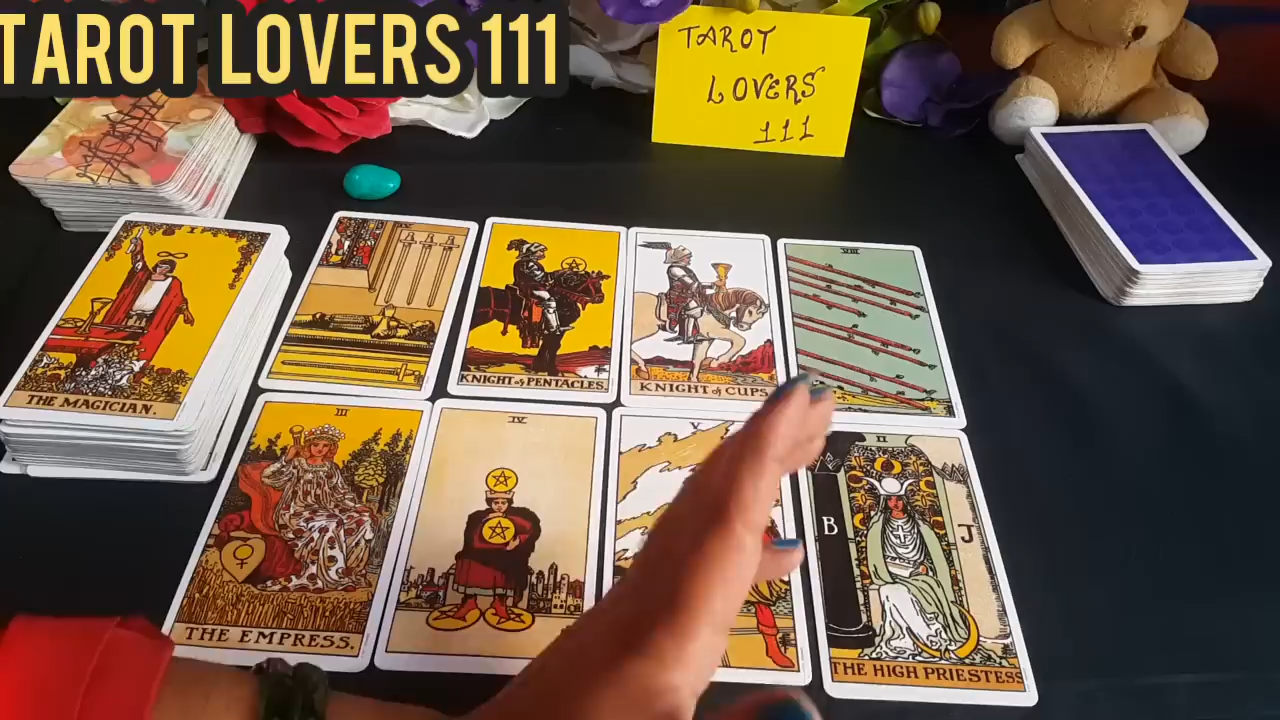 TAROT LOVERS 111
TAROT
LOVERS
111
I
THE MAGICIAN.
KNIGHT of PENTACLES.
KNIGHT of CUPS
VIII
III
THE EMPRESS.
IV
V
II
B
J
THE HIGH PRIESTESS